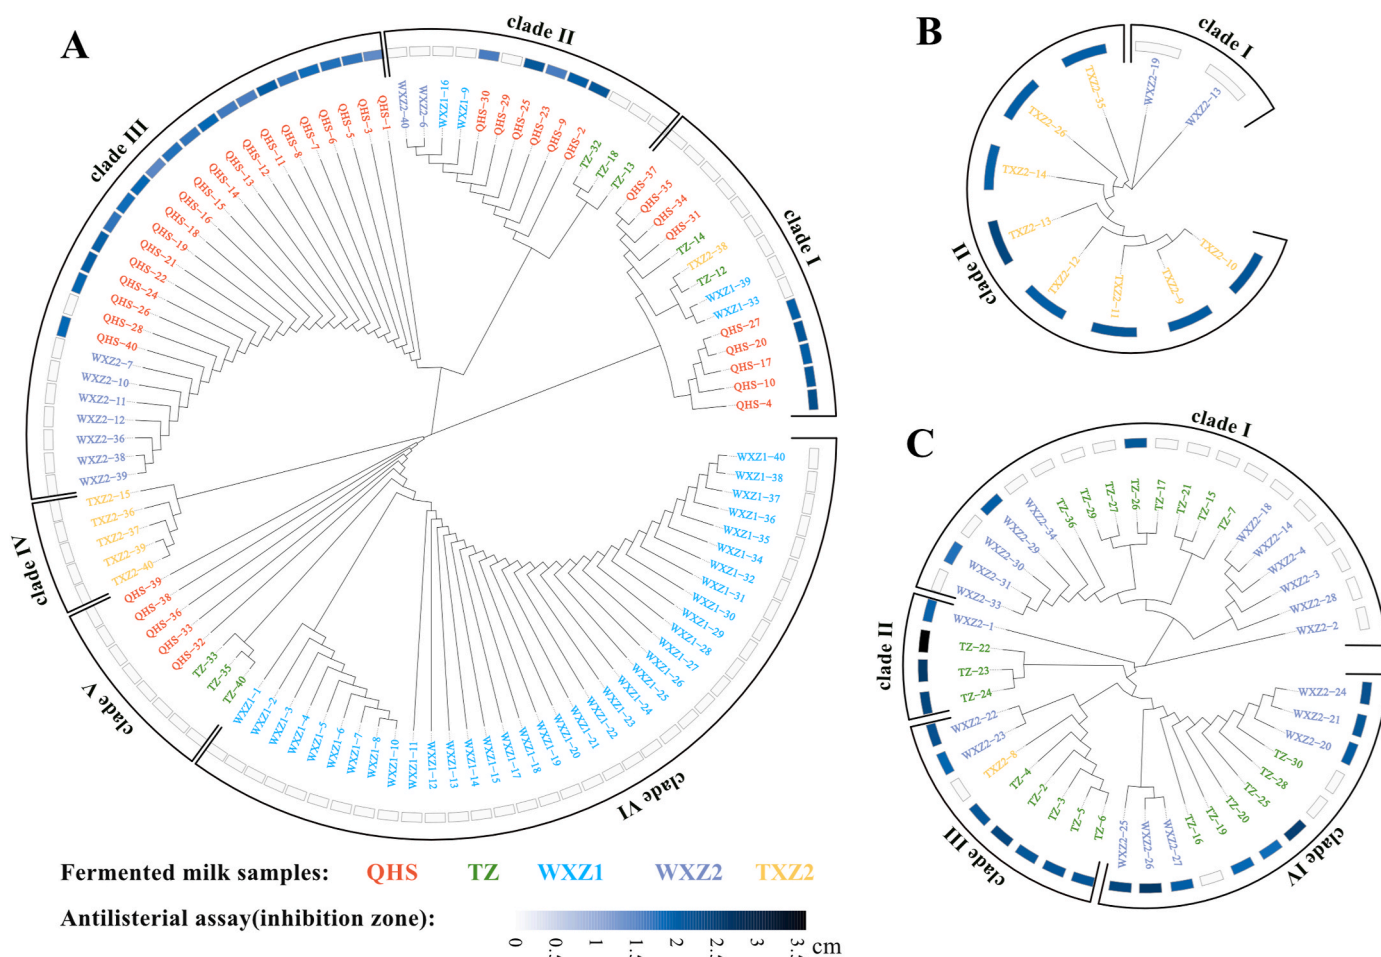 A
clade II
clade III
clade I
WXZ2-40
WXZ2-6
WXZ1-16
WXZ1-9
QHS-30
QHS-29
QHS-25
QHS-23
QHS-9
QHS-2
TZ-32
TZ-18
TZ-13
QHS-37
QHS-35
QHS-34
QHS-31
TZ-14
TXZ2-38
TZ-12
WXZ1-39
WXZ1-33
QHS-27
QHS-20
QHS-17
QHS-10
QHS-4
QHS-1
QHS-3
QHS-5
QHS-6
QHS-7
QHS-8
QHS-11
QHS-12
QHS-13
QHS-14
QHS-15
QHS-16
QHS-18
QHS-19
QHS-21
QHS-22
QHS-24
QHS-26
QHS-28
QHS-40
WXZ2-7
WXZ2-10
WXZ2-11
WXZ2-12
WXZ2-36
WXZ2-38
WXZ2-39
clade IV
TXZ2-15
TXZ2-36
TXZ2-37
TXZ2-39
TXZ2-40
clade V
QHS-39
QHS-38
QHS-36
QHS-33
QHS-32
TZ-33
TZ-35
TZ-40
clade VI
WXZ1-1
WXZ1-2
WXZ1-3
WXZ1-4
WXZ1-5
WXZ1-6
WXZ1-7
WXZ1-8
WXZ1-10
WXZ1-11
WXZ1-12
WXZ1-13
WXZ1-14
WXZ1-15
WXZ1-17
WXZ1-18
WXZ1-19
WXZ1-20
WXZ1-21
WXZ1-22
WXZ1-23
WXZ1-24
WXZ1-25
WXZ1-26
WXZ1-27
WXZ1-28
WXZ1-29
WXZ1-30
WXZ1-31
WXZ1-32
WXZ1-34
WXZ1-35
WXZ1-36
WXZ1-37
WXZ1-38
WXZ1-40
B
clade I
clade II
WXZ2-19
WXZ2-13
TXZ2-35
TXZ2-26
TXZ2-14
TXZ2-13
TXZ2-12
TXZ2-11
TXZ2-9
TXZ2-10
C
clade I
WXZ2-33
WXZ2-31
WXZ2-30
WXZ2-29
WXZ2-34
TZ-36
TZ-29
TZ-27
TZ-26
TZ-17
TZ-21
TZ-15
TZ-7
WXZ2-18
WXZ2-14
WXZ2-4
WXZ2-3
WXZ2-28
WXZ2-2
clade II
WXZ2-1
TZ-22
TZ-23
TZ-24
clade III
WXZ2-22
WXZ2-23
TXZ2-8
TZ-4
TZ-2
TZ-3
TZ-5
TZ-6
clade IV
WXZ2-25
WXZ2-26
WXZ2-27
TZ-16
TZ-19
TZ-20
TZ-25
TZ-28
TZ-30
WXZ2-20
WXZ2-21
WXZ2-24
Fermented milk samples: QHS TZ WXZ1 WXZ2 TXZ2
Antilisterial assay(inhibition zone):
0 1 2 3 cm